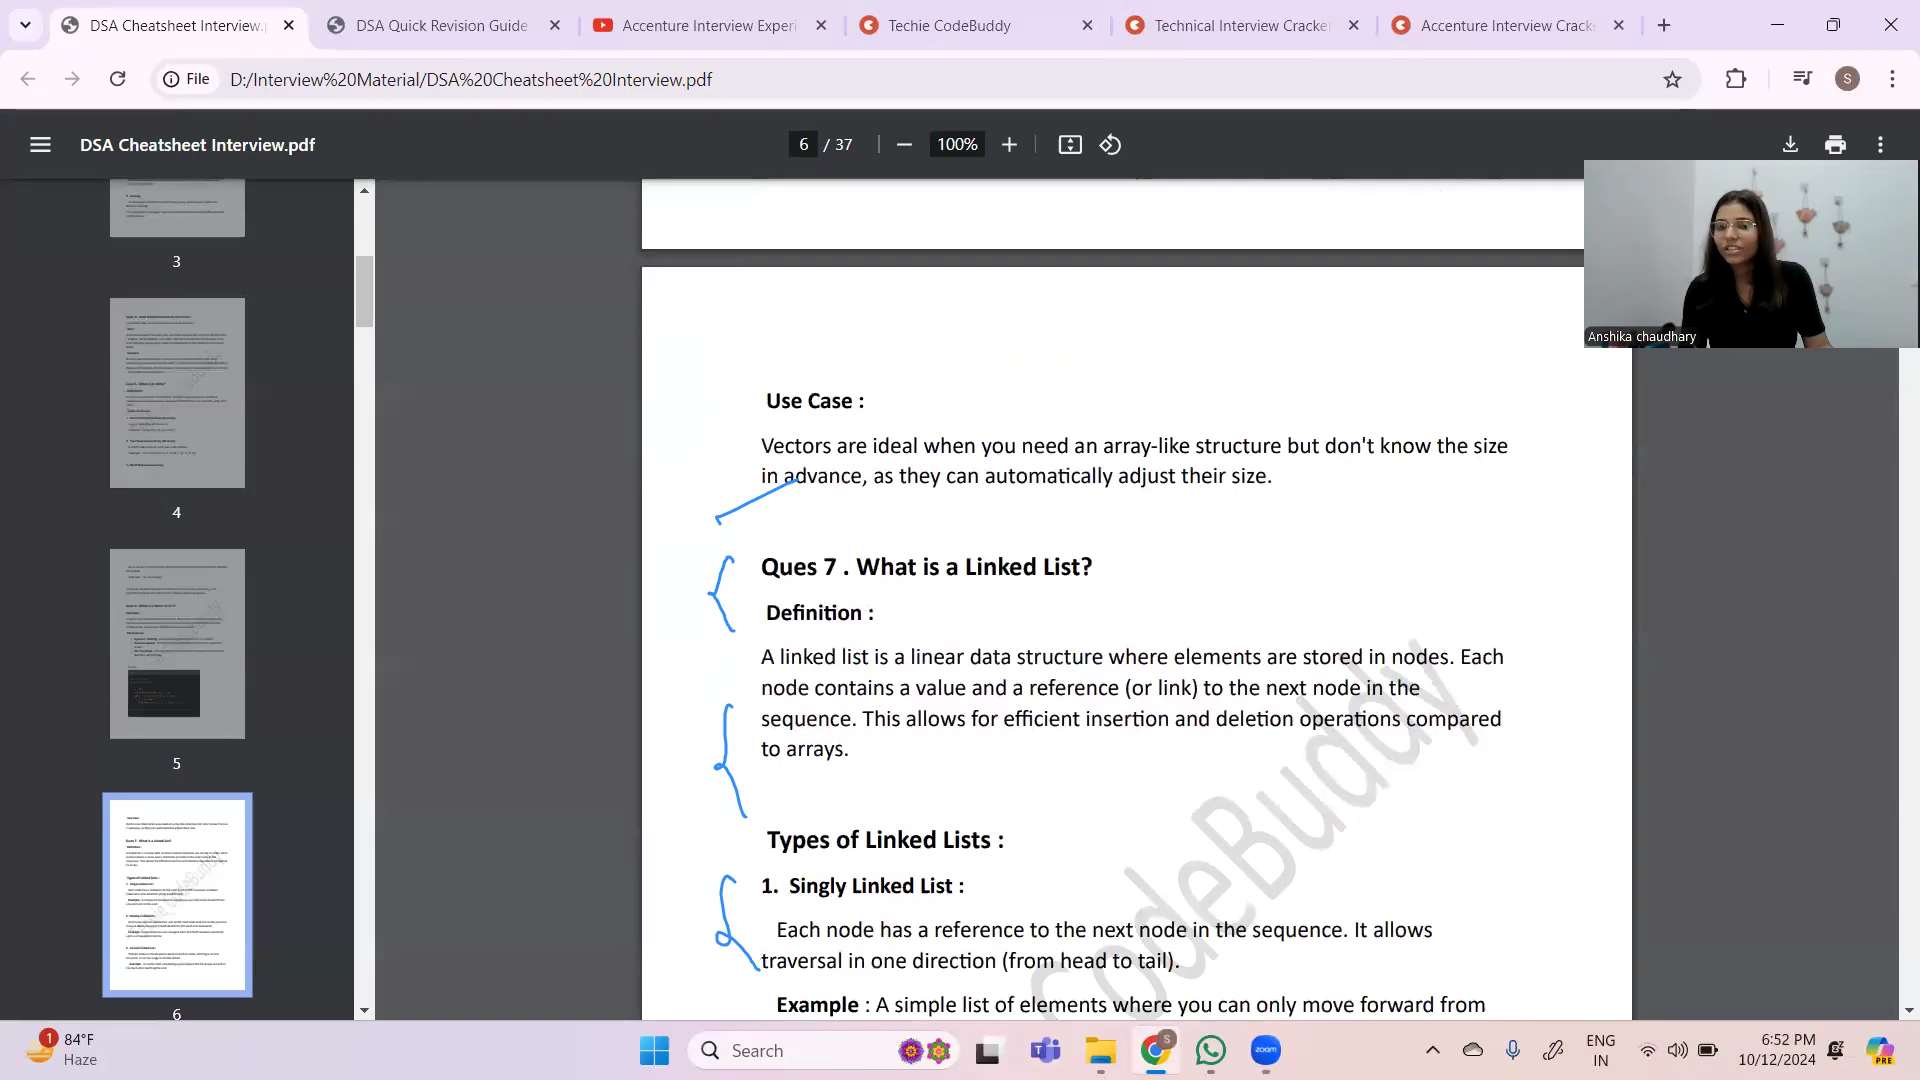 DSA Cheatsheet Interview.p
DSA Quick Revision Guide
Accenture Interview Experi
Techie CodeBuddy
Technical Interview Cracker
Accenture Interview Cracke
File
D:/Interview%20Material/DSA%20Cheatsheet%20Interview.pdf
S
DSA Cheatsheet Interview.pdf
6 / 37
100%
3
4
5
6
Anshika chaudhary
Use Case :
Vectors are ideal when you need an array-like structure but don't know the size
in advance, as they can automatically adjust their size.
Ques 7 . What is a Linked List?
Definition :
A linked list is a linear data structure where elements are stored in nodes. Each
node contains a value and a reference (or link) to the next node in the
sequence. This allows for efficient insertion and deletion operations compared
to arrays.
Types of Linked Lists :
1. Singly Linked List :
Each node has a reference to the next node in the sequence. It allows
traversal in one direction (from head to tail).
Example : A simple list of elements where you can only move forward from
CodeBuddy
1
84°F
Haze
Search
S
zoom
ENG
IN
6:52 PM
10/12/2024
PRE